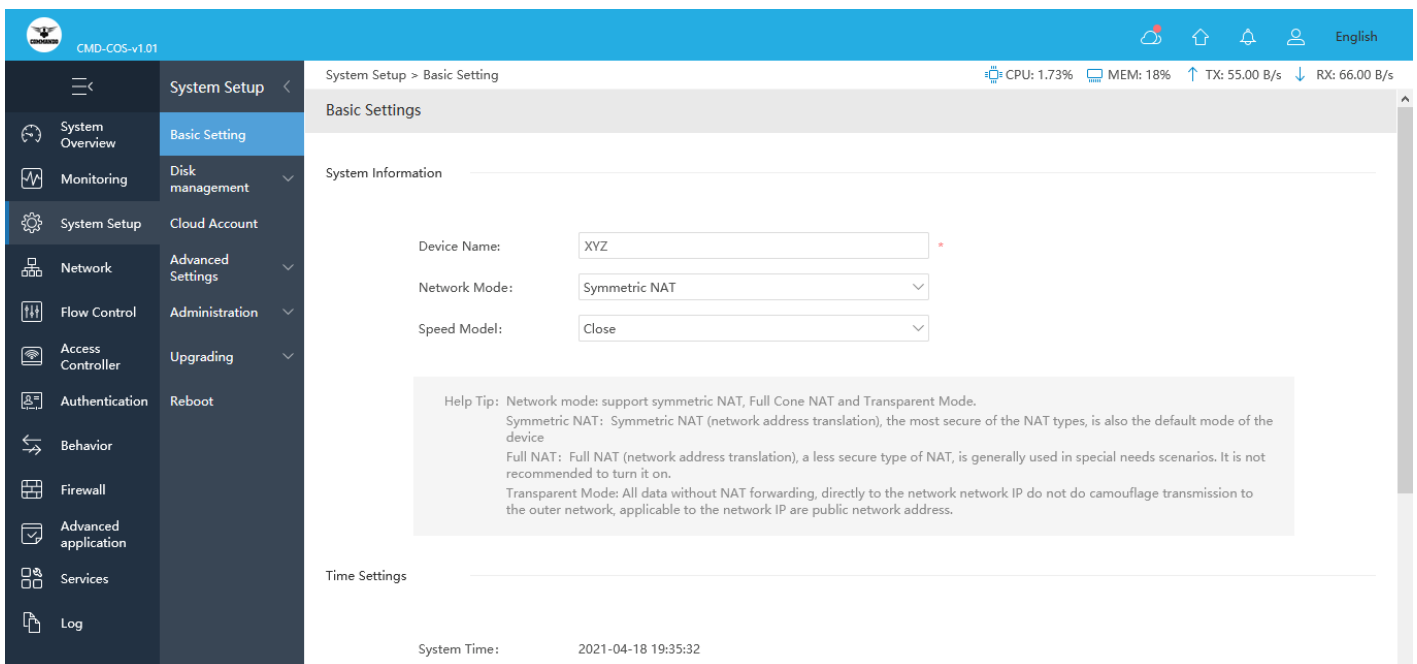 COMMANDO
CMD-COS-v1.01
English
System Setup
System Setup > Basic Setting
CPU: 1.73%
MEM: 18%
TX: 55.00 B/s
RX: 66.00 B/s
System
Overview
Monitoring
System Setup
Network
Flow Control
Access
Controller
Authentication
Behavior
Firewall
Advanced
application
Services
Log
Basic Setting
Disk
management
Cloud Account
Advanced
Settings
Administration
Upgrading
Reboot
Basic Settings
System Information
Device Name: XYZ *
Network Mode: Symmetric NAT
Speed Model: Close
Help Tip: Network mode: support symmetric NAT, Full Cone NAT and Transparent Mode.
Symmetric NAT: Symmetric NAT (network address translation), the most secure of the NAT types, is also the default mode of the
device
Full NAT: Full NAT (network address translation), a less secure type of NAT, is generally used in special needs scenarios. It is not
recommended to turn it on.
Transparent Mode: All data without NAT forwarding, directly to the network network IP do not do camouflage transmission to
the outer network, applicable to the network IP are public network address.
Time Settings
System Time: 2021-04-18 19:35:32